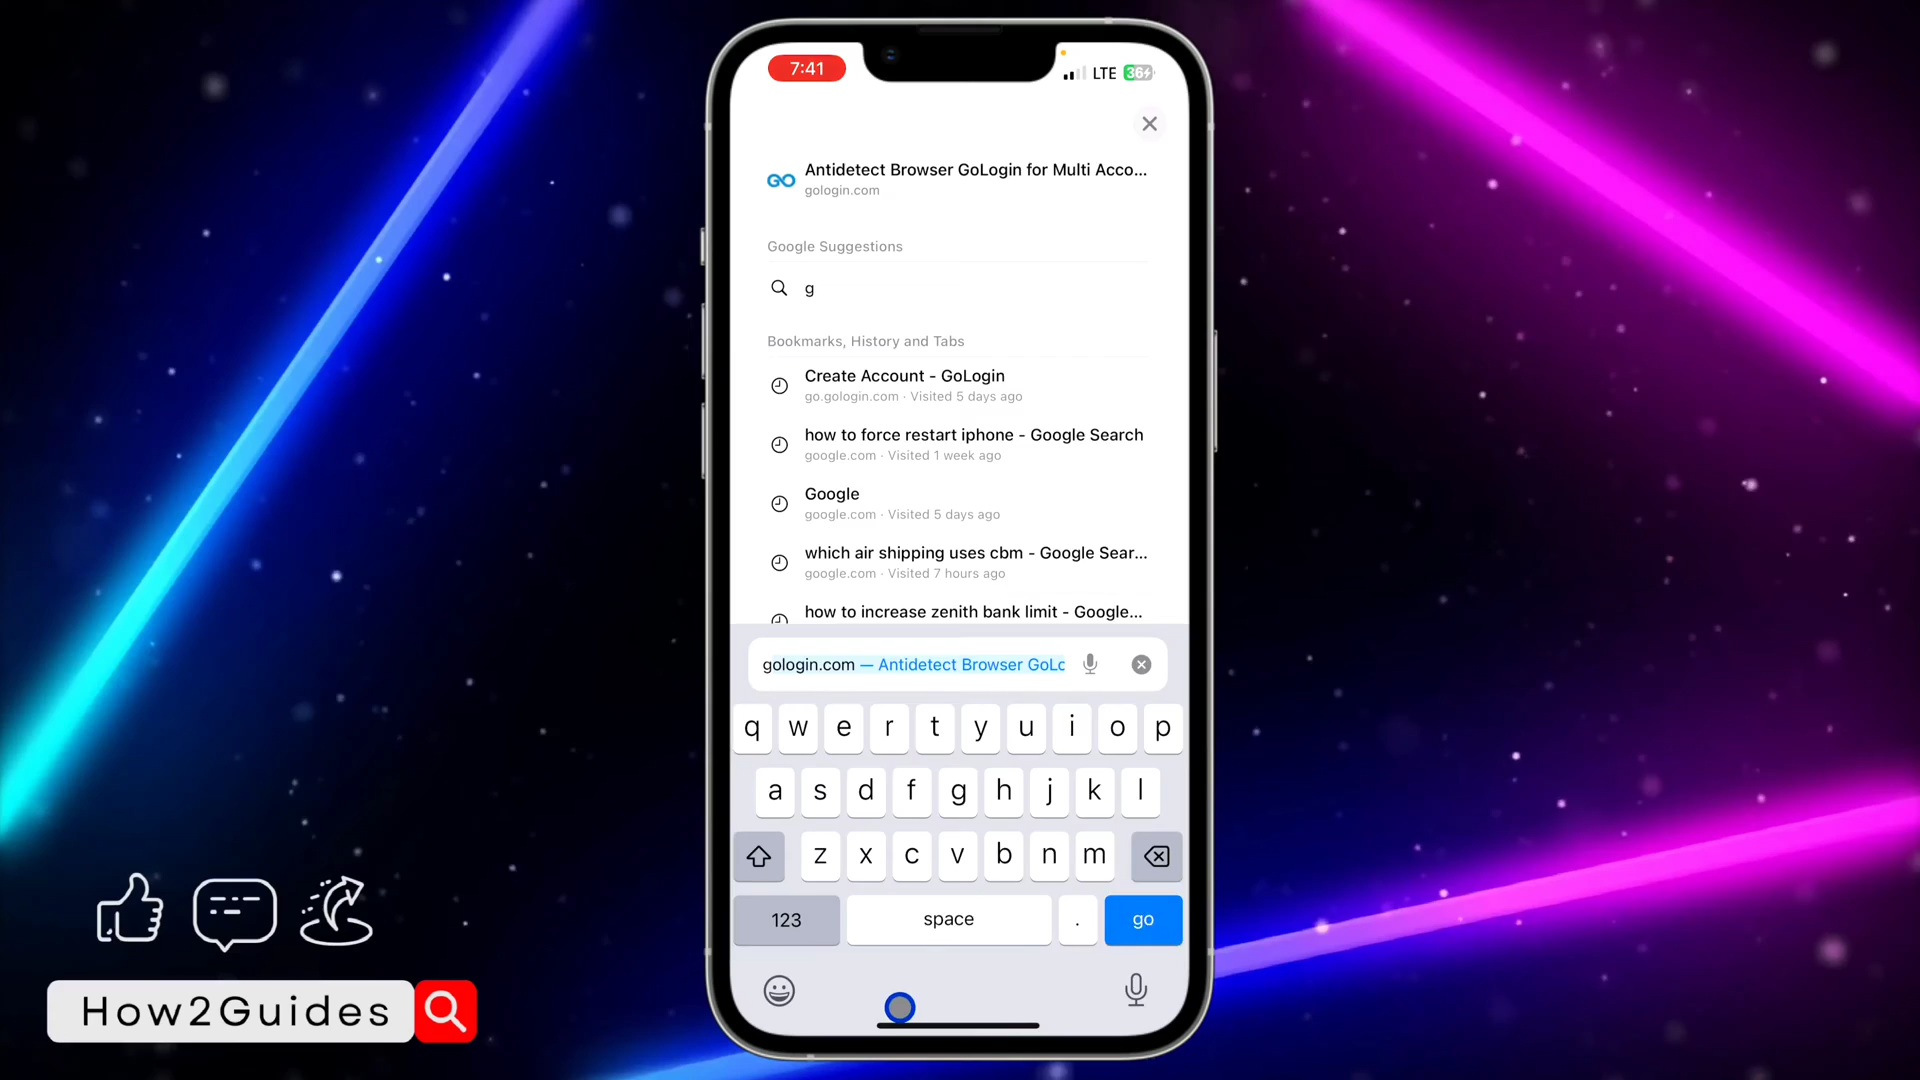 7:41
LTE 36
Antidetect Browser GoLogin for Multi Acco...
GO
gologin.com
Google Suggestions
g
Bookmarks, History and Tabs
Create Account - GoLogin
go.gologin.com · Visited 5 days ago
how to force restart iphone - Google Search
google.com · Visited 1 week ago
Google
google.com · Visited 5 days ago
which air shipping uses cbm - Google Sear...
google.com · Visited 7 hours ago
how to increase zenith bank limit - Google...
gologin.com — Antidetect Browser GoLo
q w e r t y u i o p
a s d f g h j k l
z x c v b n m
123 space . go
How2Guides